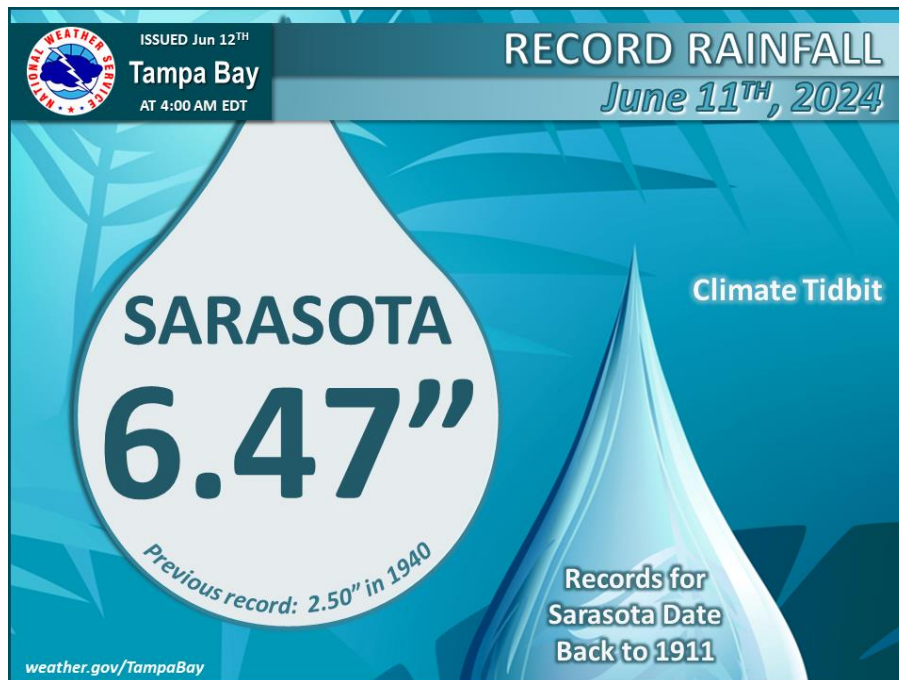 NATIONAL WEATHER SERVICE
ISSUED Jun 12TH
Tampa Bay
AT 4:00 AM EDT
RECORD RAINFALL
June 11TH, 2024
SARASOTA
6.47”
Previous record: 2.50” in 1940
Climate Tidbit
Records for
Sarasota Date
Back to 1911
weather.gov/TampaBay